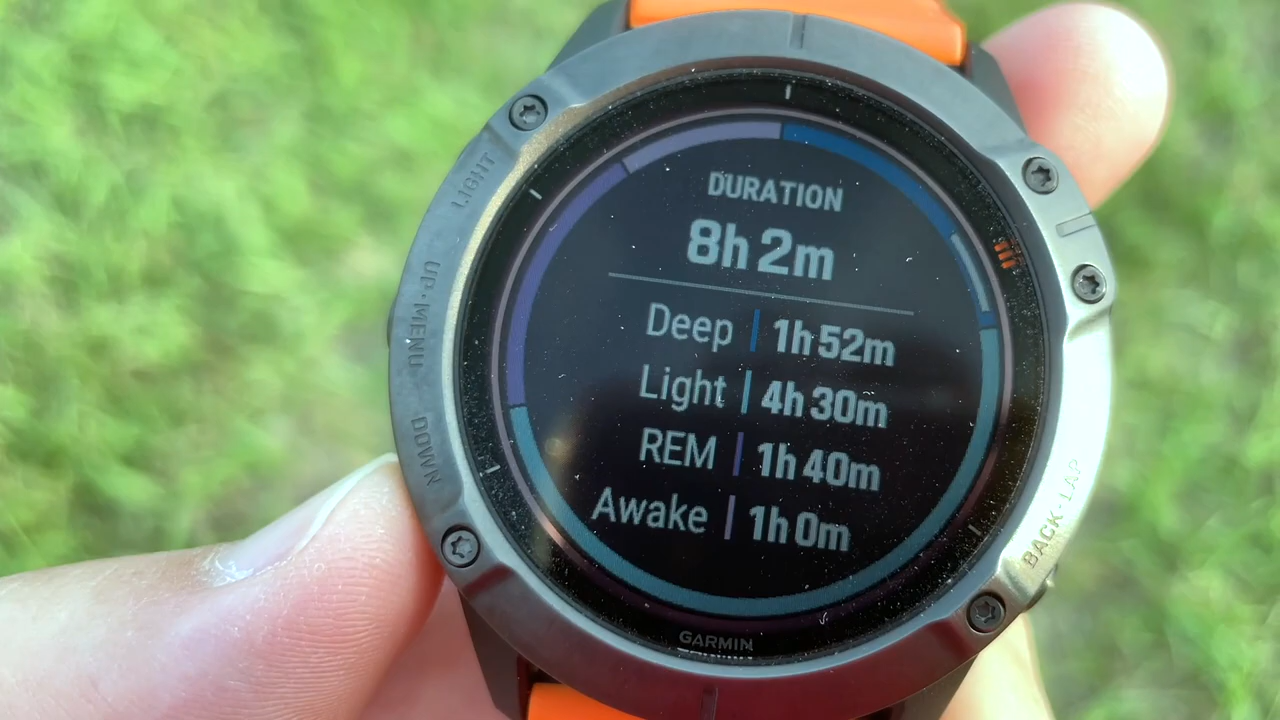 LIGHT
UP·MENU
DOWN
DURATION
8h 2m
Deep 1h 52m
Light 4h 30m
REM 1h 40m
Awake 1h 0m
BACK·LAP
GARMIN